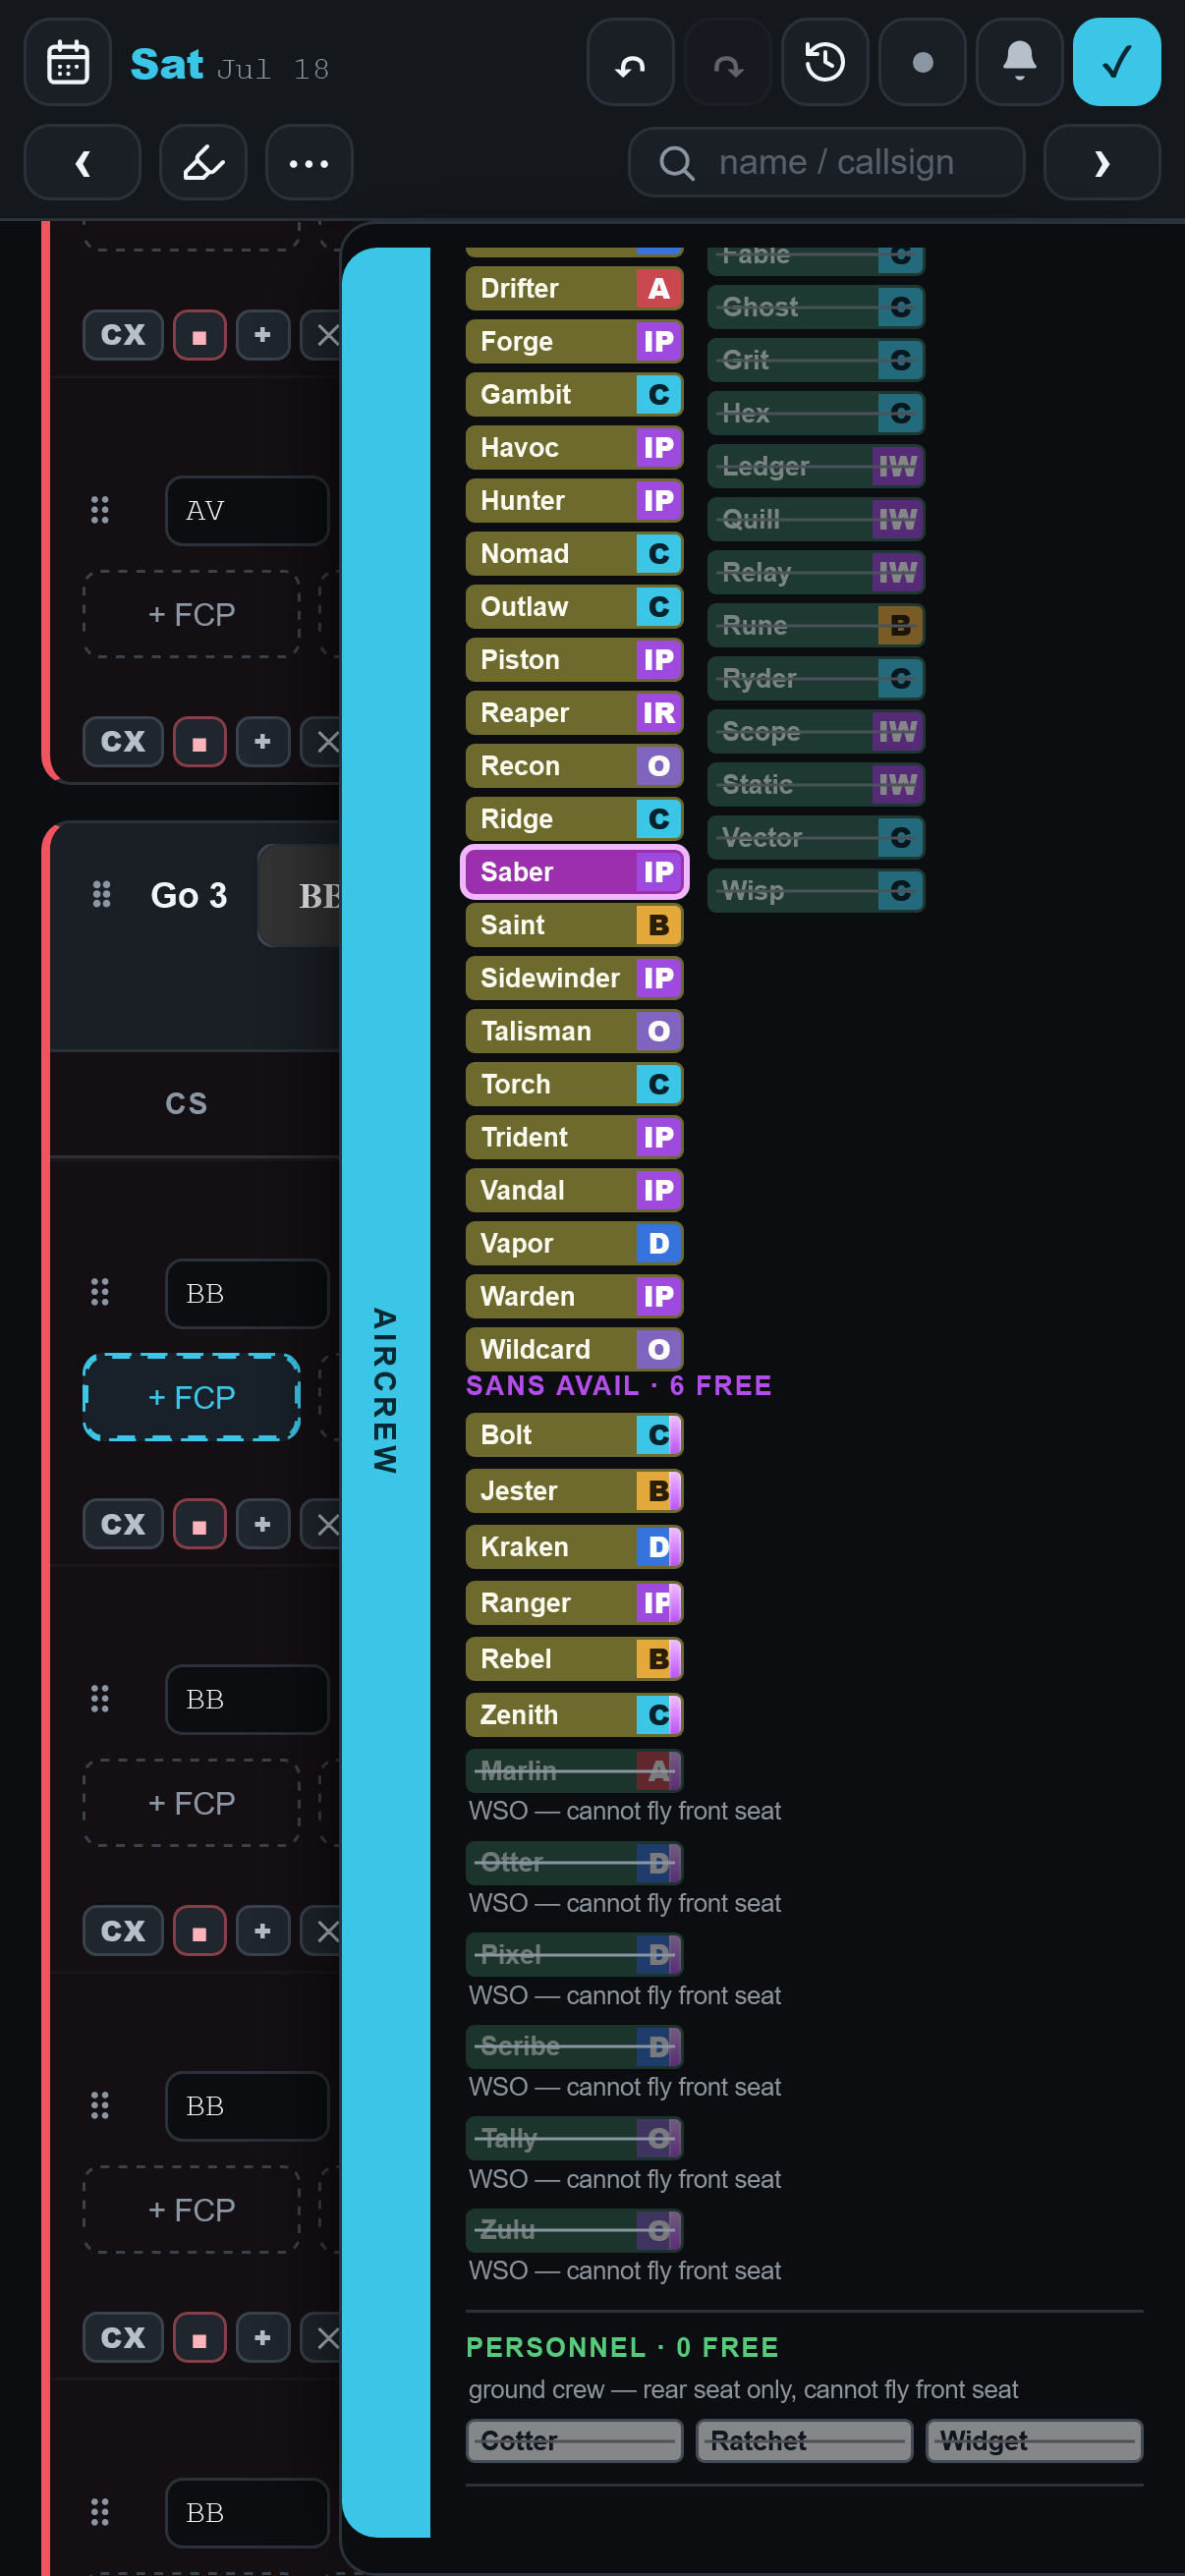 Sat Jul 18
name / callsign
CX
AV
+ FCP
CX
Go 3
CS
BB
+ FCP
CX
BB
+ FCP
CX
BB
+ FCP
CX
BB
AIRCREW
Drifter A
Forge IP
Gambit C
Havoc IP
Hunter IP
Nomad C
Outlaw C
Piston IP
Reaper IR
Recon O
Ridge C
Saber IP
Saint B
Sidewinder IP
Talisman O
Torch C
Trident IP
Vandal IP
Vapor D
Warden IP
Wildcard O
Fable C
Ghost C
Grit C
Hex C
Ledger IW
Quill IW
Relay IW
Rune B
Ryder C
Scope IW
Static IW
Vector C
Wisp C
SANS AVAIL · 6 FREE
Bolt C
Jester B
Kraken D
Ranger IP
Rebel B
Zenith C
Marlin A
WSO — cannot fly front seat
Otter D
WSO — cannot fly front seat
Pixel D
WSO — cannot fly front seat
Scribe D
WSO — cannot fly front seat
Tally O
WSO — cannot fly front seat
Zulu O
WSO — cannot fly front seat
PERSONNEL · 0 FREE
ground crew — rear seat only, cannot fly front seat
Cotter Ratchet Widget